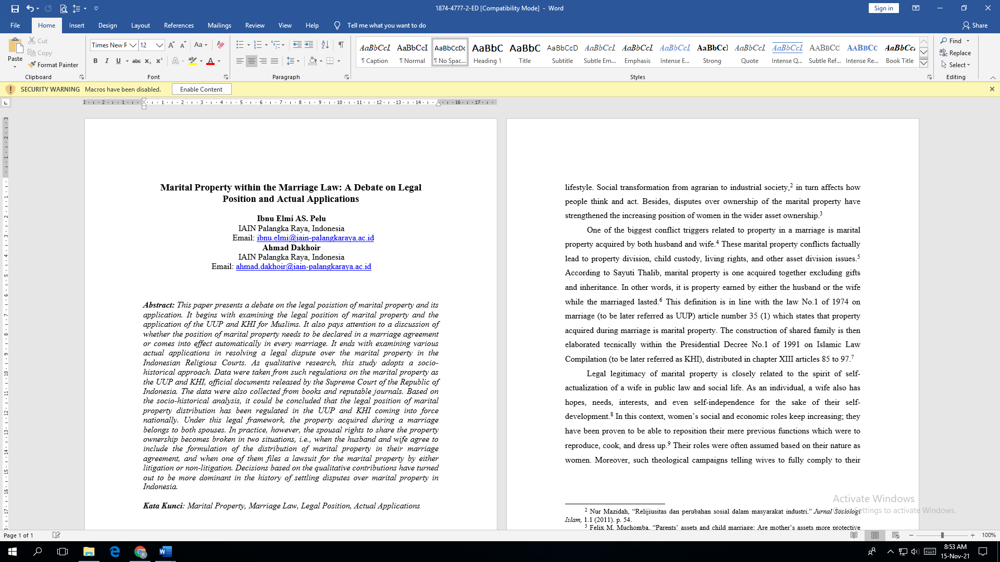 1874-4777-2-ED [Compatibility Mode] - Word
Sign in
File Home Insert Design Layout References Mailings Review View Help Tell me what you want to do Share
Paste
Cut
Copy
Format Painter
Clipboard
Times New R 12
Font
Paragraph
AaBbCcI AaBbCcI AaBbCcDc AaBbC AaBbC AaBbCcD AaBbCcI AaBbCcI AaBbCcI AaBbCcI AaBbCcI AaBbCcI AABBCC AABBCC AaBbCcI
¶ Caption ¶ Normal ¶ No Spac... Heading 1 Title Subtitle Subtle Em... Emphasis Intense E... Strong Quote Intense Q... Subtle Ref... Intense Re... Book Title
Styles
Find
Replace
Select
Editing
SECURITY WARNING Macros have been disabled. Enable Content
Marital Property within the Marriage Law: A Debate on Legal
Position and Actual Applications
Ibnu Elmi AS. Pelu
IAIN Palangka Raya, Indonesia
Email: ibnu.elmi@iain-palangkaraya.ac.id
Ahmad Dakhoir
IAIN Palangka Raya, Indonesia
Email: ahmad.dakhoir@iain-palangkaraya.ac.id
Abstract: This paper presents a debate on the legal posistion of marital property and its
application. It begins with examining the legal position of marital property and the
application of the UUP and KHI for Muslims. It also pays attention to a discussion of
whether the position of marital property needs to be declared in a marriage agreement
or comes into effect automatically in every marriage. It ends with examining various
actual applications in resolving a legal dispute over the marital property in the
Indonesian Religious Courts. As qualitative research, this study adopts a socio-
historical approach. Data were taken from such regulations on the marital property as
the UUP and KHI, official documents released by the Supreme Court of the Republic of
Indonesia. The data were also collected from books and reputable journals. Based on
the socio-historical analysis, it could be concluded that the legal position of marital
property distribution has been regulated in the UUP and KHI coming into force
nationally. Under this legal framework, the property acquired during a marriage
belongs to both spouses. In practice, however, the spousal rights to share the property
ownership becomes broken in two situations, i.e., when the husband and wife agree to
include the formulation of the distribution of marital property in their marriage
agreement, and when one of them files a lawsuit for the marital property by either
litigation or non-litigation. Decisions based on the qualitative contributions have turned
out to be more dominant in the history of settling disputes over marital property in
Indonesia.
Kata Kunci: Marital Property, Marriage Law, Legal Position, Actual Applications
lifestyle. Social transformation from agrarian to industrial society,2 in turn affects how
people think and act. Besides, disputes over ownership of the marital property have
strengthened the increasing position of women in the wider asset ownership.3
One of the biggest conflict triggers related to property in a marriage is marital
property acquired by both husband and wife.4 These marital property conflicts factually
lead to property division, child custody, living rights, and other asset division issues.5
According to Sayuti Thalib, marital property is one acquired together excluding gifts
and inheritance. In other words, it is property earned by either the husband or the wife
while the marriaged lasted.6 This definition is in line with the law No.1 of 1974 on
marriage (to be later referred as UUP) article number 35 (1) which states that property
acquired during marriage is marital property. The construction of shared family is then
elaborated tecnically within the Presidential Decree No.1 of 1991 on Islamic Law
Compilation (to be later referred as KHI), distributed in chapter XIII articles 85 to 97.7
Legal legitimacy of marital property is closely related to the spirit of self-
actualization of a wife in public law and social life. As an individual, a wife also has
hopes, needs, interests, and even self-independence for the sake of their self-
development.8 In this context, women's social and economic roles keep increasing; they
have been proven to be able to reposition their mere previous functions which were to
reproduce, cook, and dress up.9 Their roles were often assumed based on their nature as
women. Moreover, such theological campaigns telling wives to fully comply to their
2 Nur Mazidah, “Relijiusitas dan perubahan sosial dalam masyarakat industri.” Jurnal Sosiologi
Islam, 1.1 (2011). p. 54.
3 Felix M. Muchomba, “Parents' assets and child marriage: Are mother's assets more protective
Activate Windows
Go to Settings to activate Windows.
Page 1 of 1
100%
8:53 AM
15-Nov-21